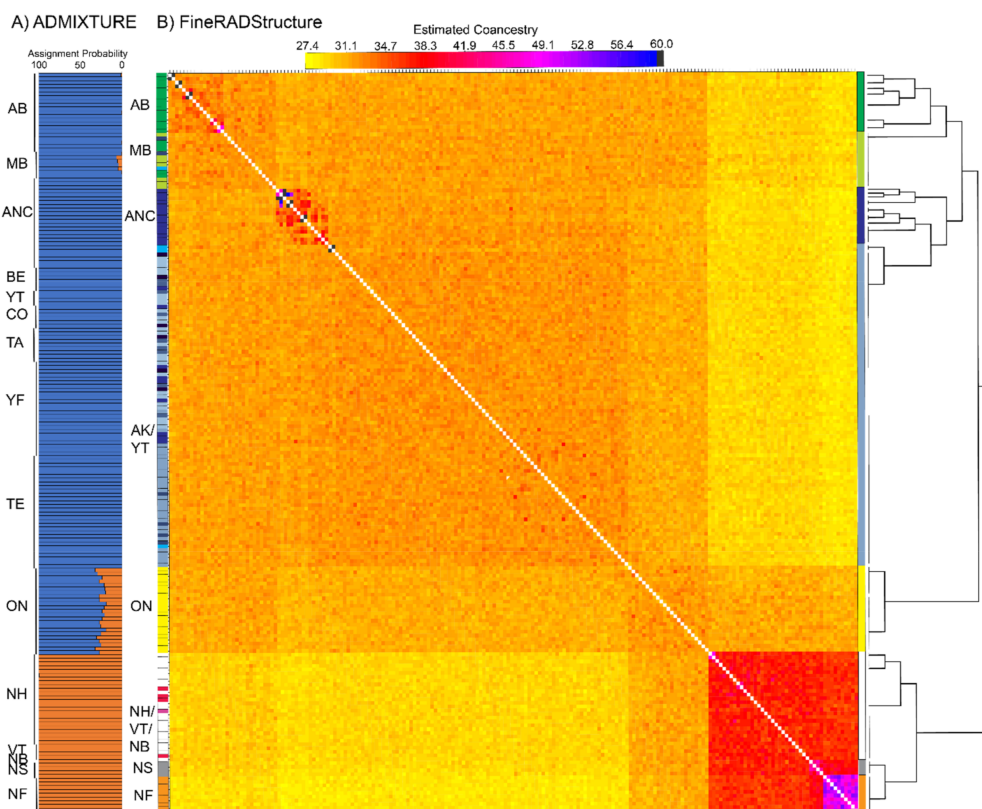 A) ADMIXTURE
B) FineRADStructure
Estimated Coancestry
27.4 31.1 34.7 38.3 41.9 45.5 49.1 52.8 56.4 60.0
Assignment Probability
100 50 0
AB
MB
ANC
BE
YT
CO
TA
YF
TE
ON
NH
VT
NB
NS
NF
AB
MB
ANC
AK/
YT
ON
NH/
VT/
NB
NS
NF